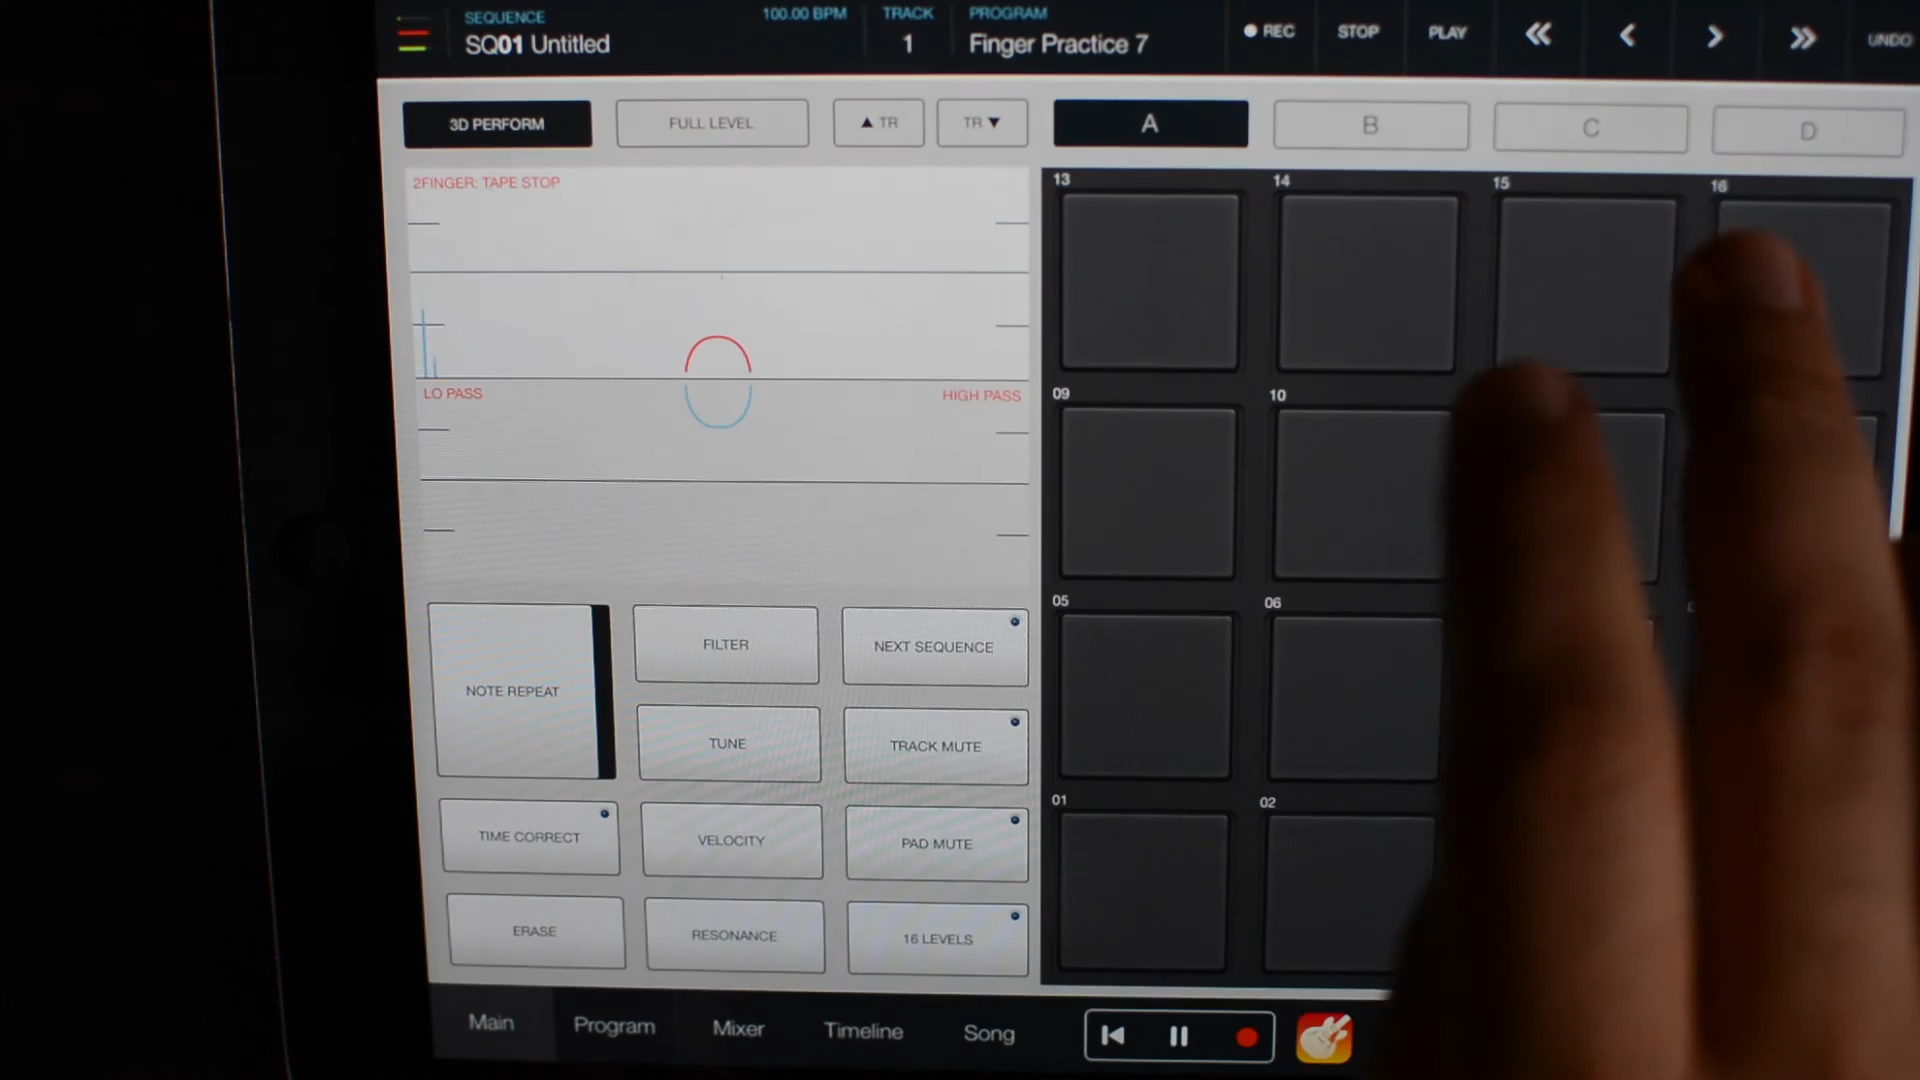 SEQUENCE
SQ01 Untitled
100.00 BPM
TRACK
1
PROGRAM
Finger Practice 7
REC
STOP
PLAY
UNDO
3D PERFORM
FULL LEVEL
▲ TR
TR ▼
A
B
C
D
2FINGER: TAPE STOP
LO PASS
HIGH PASS
13
14
15
16
09
10
05
06
01
02
NOTE REPEAT
FILTER
NEXT SEQUENCE
TUNE
TRACK MUTE
TIME CORRECT
VELOCITY
PAD MUTE
ERASE
RESONANCE
16 LEVELS
Main
Program
Mixer
Timeline
Song